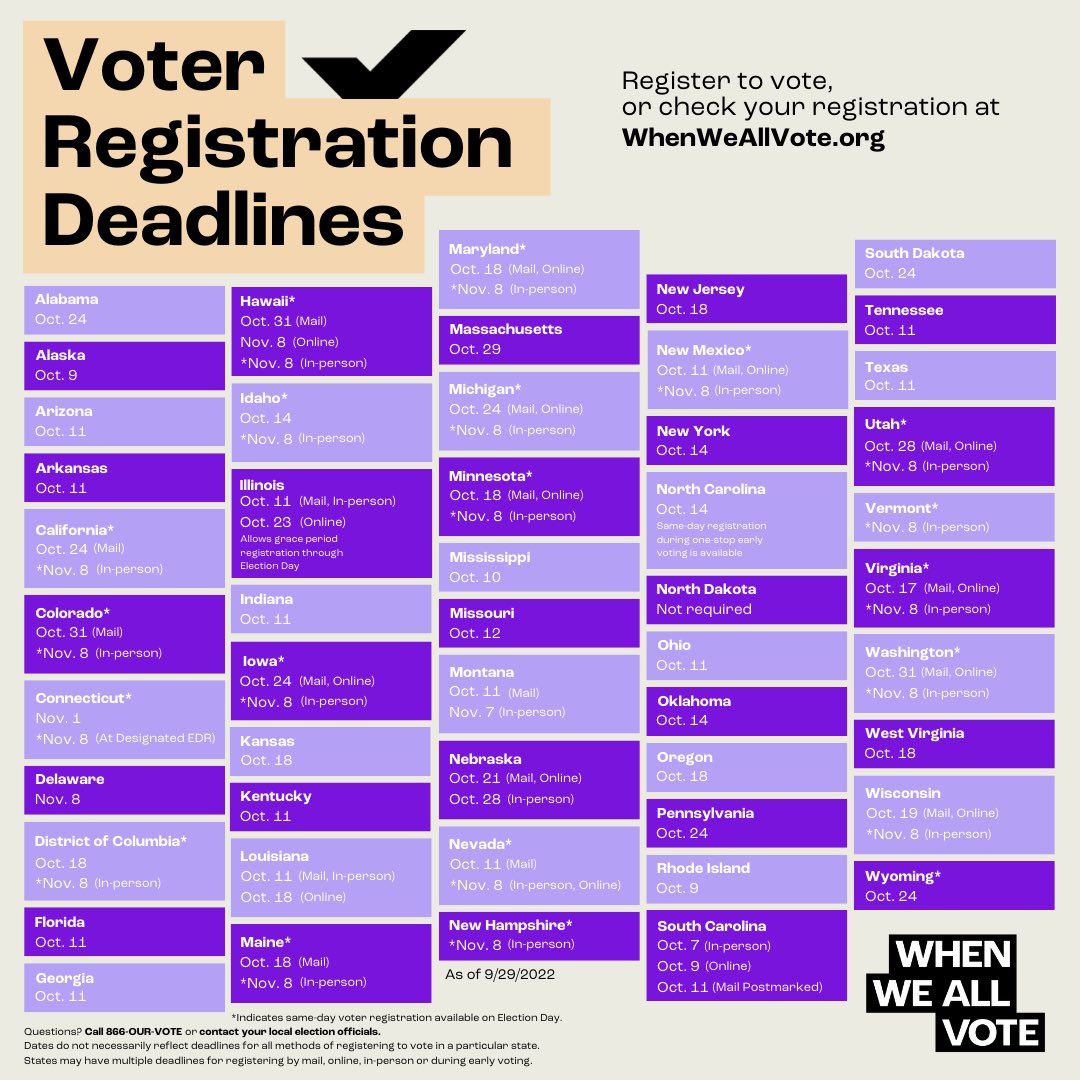 Voter
Registration
Deadlines
Register to vote,
or check your registration at
WhenWeAllVote.org
Alabama
Oct. 24
Alaska
Oct. 9
Arizona
Oct. 11
Arkansas
Oct. 11
California*
Oct. 24 (Mail)
*Nov. 8 (In-person)
Colorado*
Oct. 31 (Mail)
*Nov. 8 (In-person)
Connecticut*
Nov. 1
*Nov. 8 (At Designated EDR)
Delaware
Nov. 8
District of Columbia*
Oct. 18
*Nov. 8 (In-person)
Florida
Oct. 11
Georgia
Oct. 11
Hawaii*
Oct. 31 (Mail)
Nov. 8 (Online)
*Nov. 8 (In-person)
Idaho*
Oct. 14
*Nov. 8 (In-person)
Illinois
Oct. 11 (Mail, In-person)
Oct. 23 (Online)
Allows grace period
registration through
Election Day
Indiana
Oct. 11
Iowa*
Oct. 24 (Mail, Online)
*Nov. 8 (In-person)
Kansas
Oct. 18
Kentucky
Oct. 11
Louisiana
Oct. 11 (Mail, In-person)
Oct. 18 (Online)
Maine*
Oct. 18 (Mail)
*Nov. 8 (In-person)
Maryland*
Oct. 18 (Mail, Online)
*Nov. 8 (In-person)
Massachusetts
Oct. 29
Michigan*
Oct. 24 (Mail, Online)
*Nov. 8 (In-person)
Minnesota*
Oct. 18 (Mail, Online)
*Nov. 8 (In-person)
Mississippi
Oct. 10
Missouri
Oct. 12
Montana
Oct. 11 (Mail)
Nov. 7 (In-person)
Nebraska
Oct. 21 (Mail, Online)
Oct. 28 (In-person)
Nevada*
Oct. 11 (Mail)
*Nov. 8 (In-person, Online)
New Hampshire*
*Nov. 8 (In-person)
As of 9/29/2022
New Jersey
Oct. 18
New Mexico*
Oct. 11 (Mail, Online)
*Nov. 8 (In-person)
New York
Oct. 14
North Carolina
Oct. 14
Same-day registration
during one-stop early
voting is available
North Dakota
Not required
Ohio
Oct. 11
Oklahoma
Oct. 14
Oregon
Oct. 18
Pennsylvania
Oct. 24
Rhode Island
Oct. 9
South Carolina
Oct. 7 (In-person)
Oct. 9 (Online)
Oct. 11 (Mail Postmarked)
South Dakota
Oct. 24
Tennessee
Oct. 11
Texas
Oct. 11
Utah*
Oct. 28 (Mail, Online)
*Nov. 8 (In-person)
Vermont*
*Nov. 8 (In-person)
Virginia*
Oct. 17 (Mail, Online)
*Nov. 8 (In-person)
Washington*
Oct. 31 (Mail, Online)
*Nov. 8 (In-person)
West Virginia
Oct. 18
Wisconsin
Oct. 19 (Mail, Online)
*Nov. 8 (In-person)
Wyoming*
Oct. 24
*Indicates same-day voter registration available on Election Day.
Questions? Call 866-OUR-VOTE or contact your local election officials.
Dates do not necessarily reflect deadlines for all methods of registering to vote in a particular state.
States may have multiple deadlines for registering by mail, online, in-person or during early voting.
WHEN
WE ALL
VOTE